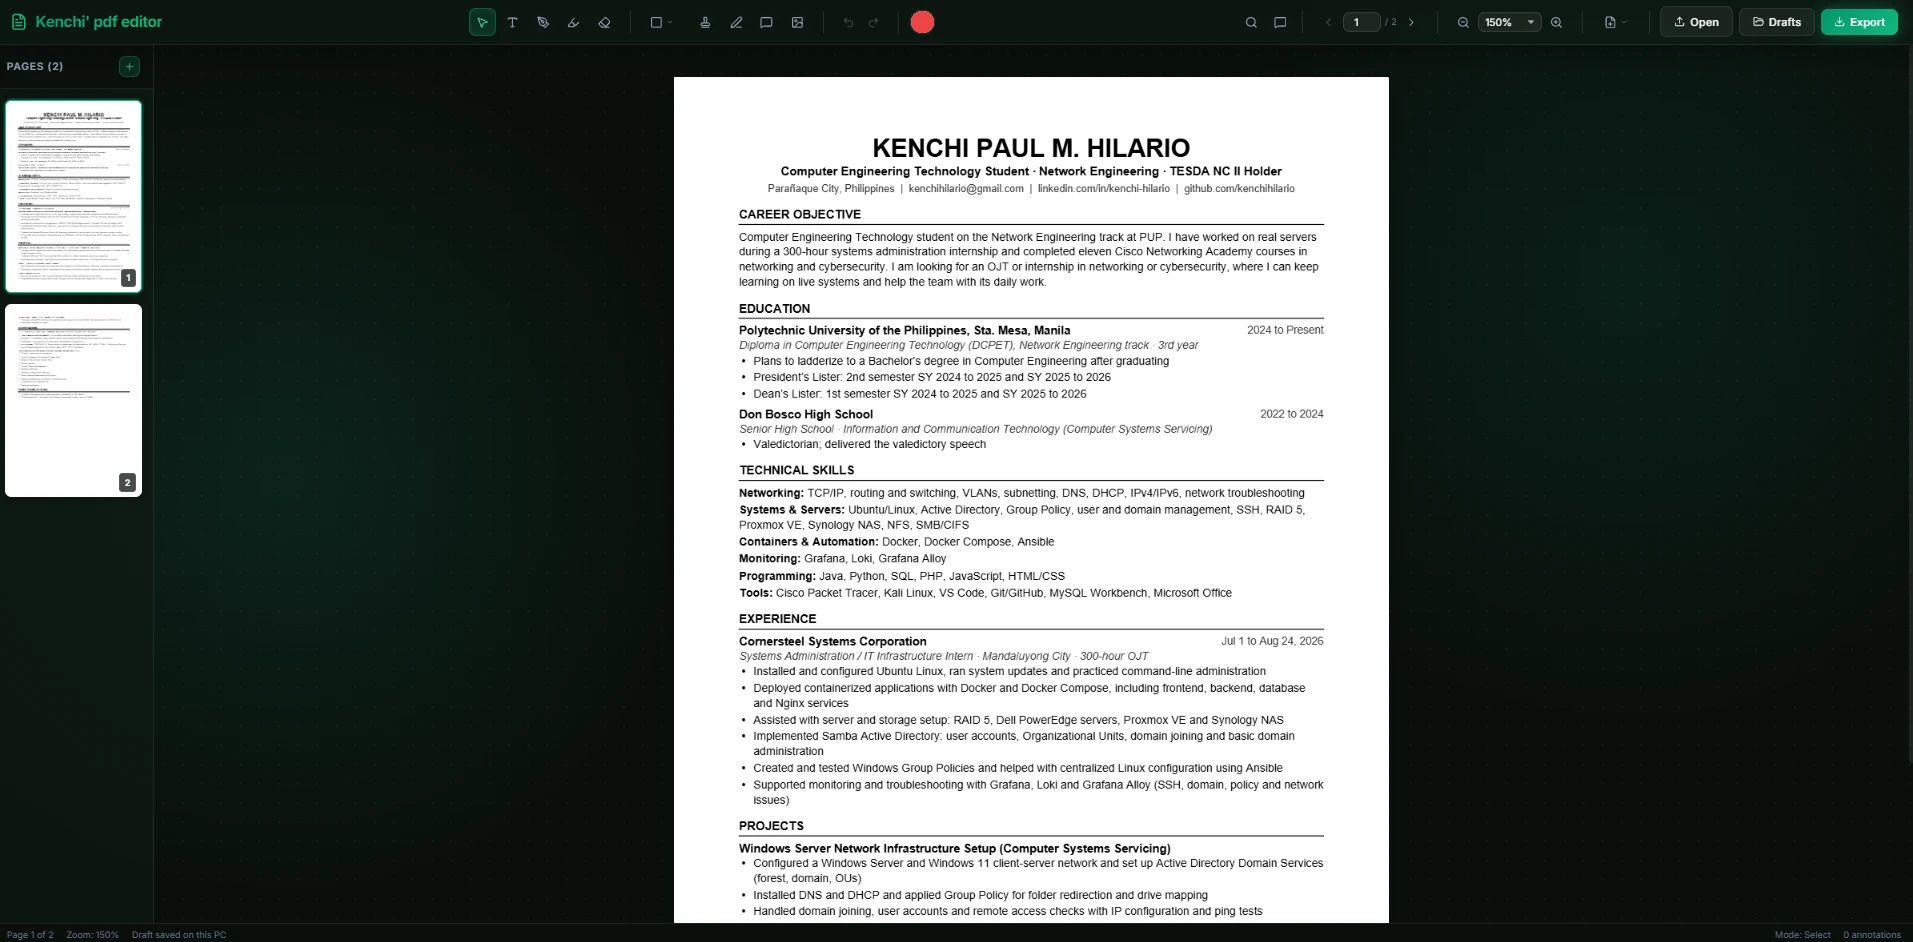 Kenchi' pdf editor
1 / 2
150%
Open
Drafts
Export
PAGES (2)
1
2
KENCHI PAUL M. HILARIO
Computer Engineering Technology Student · Network Engineering · TESDA NC II Holder
Parañaque City, Philippines | kenchihilario@gmail.com | linkedin.com/in/kenchi-hilario | github.com/kenchihilario
CAREER OBJECTIVE
Computer Engineering Technology student on the Network Engineering track at PUP. I have worked on real servers
during a 300-hour systems administration internship and completed eleven Cisco Networking Academy courses in
networking and cybersecurity. I am looking for an OJT or internship in networking or cybersecurity, where I can keep
learning on live systems and help the team with its daily work.
EDUCATION
Polytechnic University of the Philippines, Sta. Mesa, Manila 2024 to Present
Diploma in Computer Engineering Technology (DCPET), Network Engineering track · 3rd year
• Plans to ladderize to a Bachelor's degree in Computer Engineering after graduating
• President's Lister: 2nd semester SY 2024 to 2025 and SY 2025 to 2026
• Dean's Lister: 1st semester SY 2024 to 2025 and SY 2025 to 2026
Don Bosco High School 2022 to 2024
Senior High School · Information and Communication Technology (Computer Systems Servicing)
• Valedictorian; delivered the valedictory speech
TECHNICAL SKILLS
Networking: TCP/IP, routing and switching, VLANs, subnetting, DNS, DHCP, IPv4/IPv6, network troubleshooting
Systems & Servers: Ubuntu/Linux, Active Directory, Group Policy, user and domain management, SSH, RAID 5,
Proxmox VE, Synology NAS, NFS, SMB/CIFS
Containers & Automation: Docker, Docker Compose, Ansible
Monitoring: Grafana, Loki, Grafana Alloy
Programming: Java, Python, SQL, PHP, JavaScript, HTML/CSS
Tools: Cisco Packet Tracer, Kali Linux, VS Code, Git/GitHub, MySQL Workbench, Microsoft Office
EXPERIENCE
Cornersteel Systems Corporation Jul 1 to Aug 24, 2026
Systems Administration / IT Infrastructure Intern · Mandaluyong City · 300-hour OJT
• Installed and configured Ubuntu Linux, ran system updates and practiced command-line administration
• Deployed containerized applications with Docker and Docker Compose, including frontend, backend, database
and Nginx services
• Assisted with server and storage setup: RAID 5, Dell PowerEdge servers, Proxmox VE and Synology NAS
• Implemented Samba Active Directory: user accounts, Organizational Units, domain joining and basic domain
administration
• Created and tested Windows Group Policies and helped with centralized Linux configuration using Ansible
• Supported monitoring and troubleshooting with Grafana, Loki and Grafana Alloy (SSH, domain, policy and network
issues)
PROJECTS
Windows Server Network Infrastructure Setup (Computer Systems Servicing)
• Configured a Windows Server and Windows 11 client-server network and set up Active Directory Domain Services
(forest, domain, OUs)
• Installed DNS and DHCP and applied Group Policy for folder redirection and drive mapping
• Handled domain joining, user accounts and remote access checks with IP configuration and ping tests
Page 1 of 2 Zoom: 150% Draft saved on this PC
Mode: Select 0 annotations